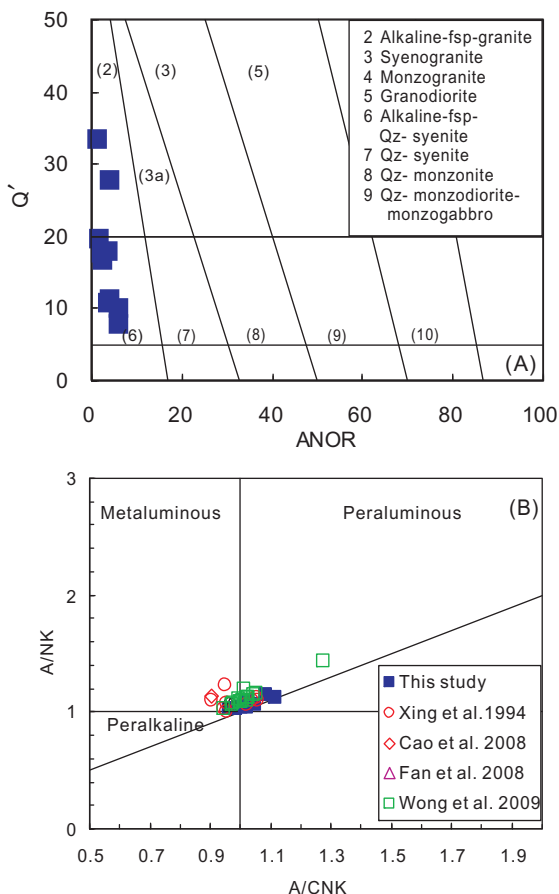 50
40
30
20
10
0
Q′
(2)
(3)
(5)
(3a)
(6)
(7)
(8)
(9)
(10)
2 Alkaline-fsp-granite
3 Syenogranite
4 Monzogranite
5 Granodiorite
6 Alkaline-fsp-
Qz- syenite
7 Qz- syenite
8 Qz- monzonite
9 Qz- monzodiorite-
monzogabbro
(A)
0 20 40 60 80 100
ANOR
3
2
1
0
A/NK
Metaluminous
Peraluminous
(B)
Peralkaline
This study
Xing et al.1994
Cao et al. 2008
Fan et al. 2008
Wong et al. 2009
0.5 0.7 0.9 1.1 1.3 1.5 1.7 1.9
A/CNK